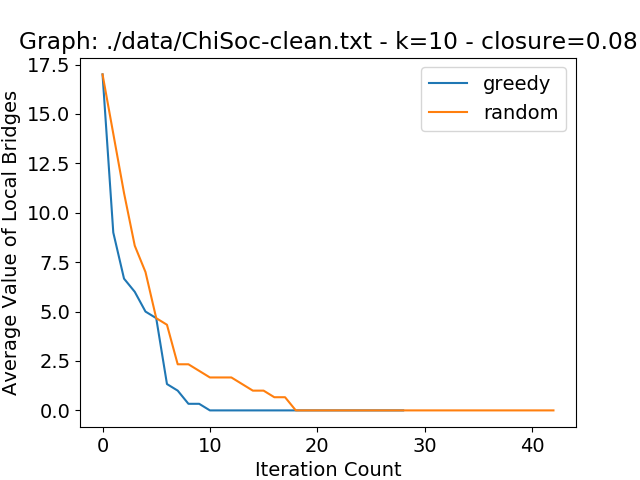 Graph: ./data/ChiSoc-clean.txt - k=10 - closure=0.08
17.5
15.0
12.5
10.0
7.5
5.0
2.5
0.0
Average Value of Local Bridges
greedy
random
0
10
20
30
40
Iteration Count